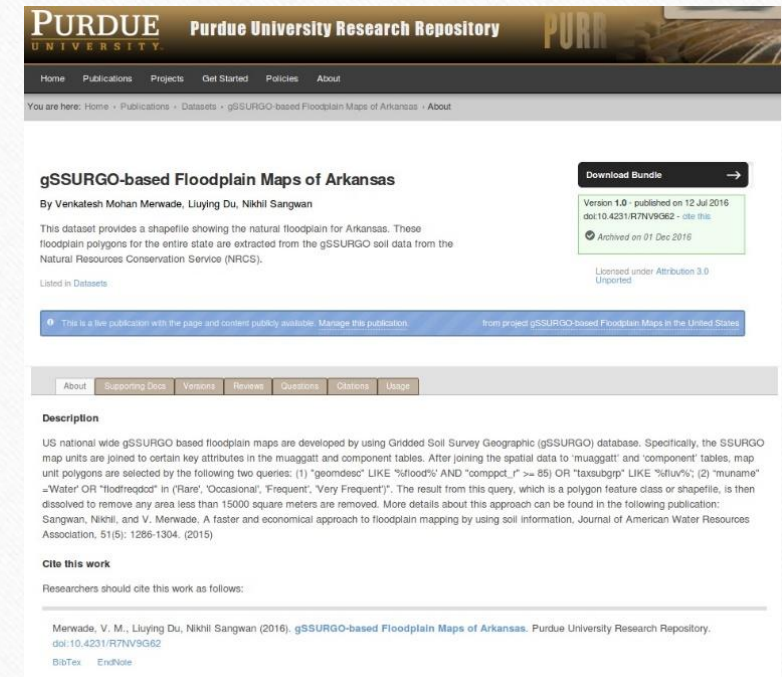 PURDUE
UNIVERSITY.
Purdue University Research Repository
PURR
Home Publications Projects Get Started Policies About
You are here: Home › Publications › Datasets › gSSURGO-based Floodplain Maps of Arkansas › About
gSSURGO-based Floodplain Maps of Arkansas
By Venkatesh Mohan Merwade, Liuying Du, Nikhil Sangwan
This dataset provides a shapefile showing the natural floodplain for Arkansas. These
floodplain polygons for the entire state are extracted from the gSSURGO soil data from the
Natural Resources Conservation Service (NRCS).
Listed in Datasets
Download Bundle →
Version 1.0 - published on 12 Jul 2016
doi:10.4231/R7NV9G62 - cite this
Archived on 01 Dec 2016
Licensed under Attribution 3.0
Unported
This is a live publication with the page and content publicly available. Manage this publication.
from project gSSURGO-based Floodplain Maps in the United States
About Supporting Docs Versions Reviews Questions Citations Usage
Description
US national wide gSSURGO based floodplain maps are developed by using Gridded Soil Survey Geographic (gSSURGO) database. Specifically, the SSURGO
map units are joined to certain key attributes in the muaggatt and component tables. After joining the spatial data to 'muaggatt' and 'component' tables, map
unit polygons are selected by the following two queries: (1) "geomdesc" LIKE '%flood%' AND "comppct_r" >= 85) OR "taxsubgrp" LIKE '%fluv%'; (2) "muname"
='Water' OR "flodfreqdcd" in ('Rare', 'Occasional', 'Frequent', 'Very Frequent')". The result from this query, which is a polygon feature class or shapefile, is then
dissolved to remove any area less than 15000 square meters are removed. More details about this approach can be found in the following publication:
Sangwan, Nikhil, and V. Merwade, A faster and economical approach to floodplain mapping by using soil information, Journal of American Water Resources
Association, 51(5): 1286-1304. (2015)
Cite this work
Researchers should cite this work as follows:
Merwade, V. M., Liuying Du, Nikhil Sangwan (2016). gSSURGO-based Floodplain Maps of Arkansas. Purdue University Research Repository.
doi:10.4231/R7NV9G62
BibTex EndNote